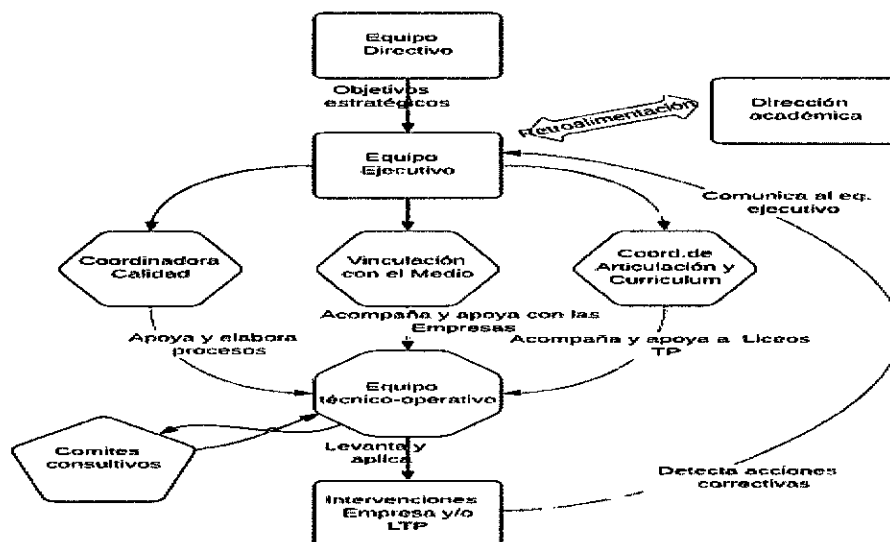 Equipo
Directivo
Objetivos
estratégicos
Retroalimentación
Dirección
académica
Equipo
Ejecutivo
Comunica al eq.
ejecutivo
Coordinadora
Calidad
Vinculación
con el Medio
Coord.de
Articulación y
Curriculum
Apoya y elabora
procesos
Acompaña y apoya con las
Empresas
Acompaña y apoya a Liceos
TP
Equipo
técnico-operativo
Comites
consultivos
Levanta y
aplica
Detecta acciones
correctivas
Intervenciones
Empresa y/o
LTP